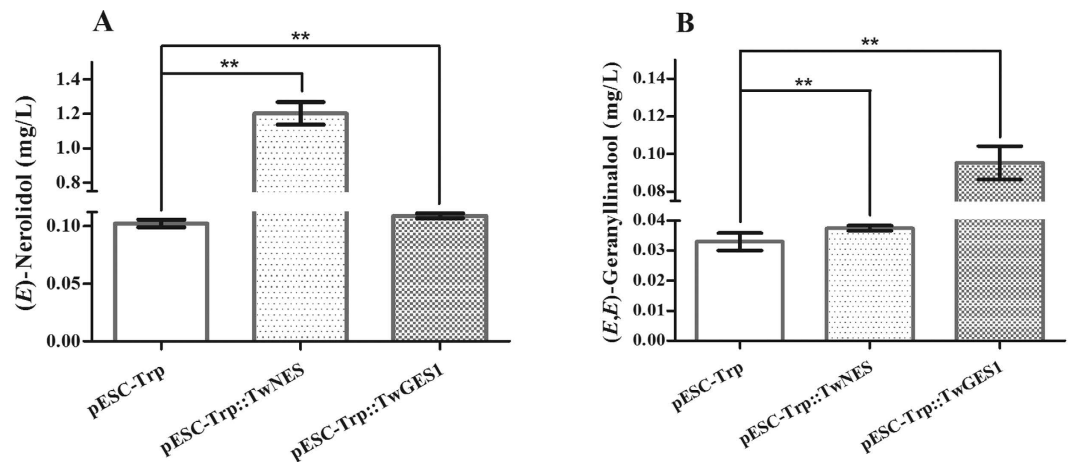 A
**
**
(E)-Nerolidol (mg/L)
1.4
1.2
1.0
0.8
0.10
0.05
0.00
pESC-Trp
pESC-Trp::TwNES
pESC-Trp::TwGES1
B
**
**
(E,E)-Geranyllinalool (mg/L)
0.14
0.12
0.10
0.08
0.04
0.03
0.02
0.01
0.00
pESC-Trp
pESC-Trp::TwNES
pESC-Trp::TwGES1